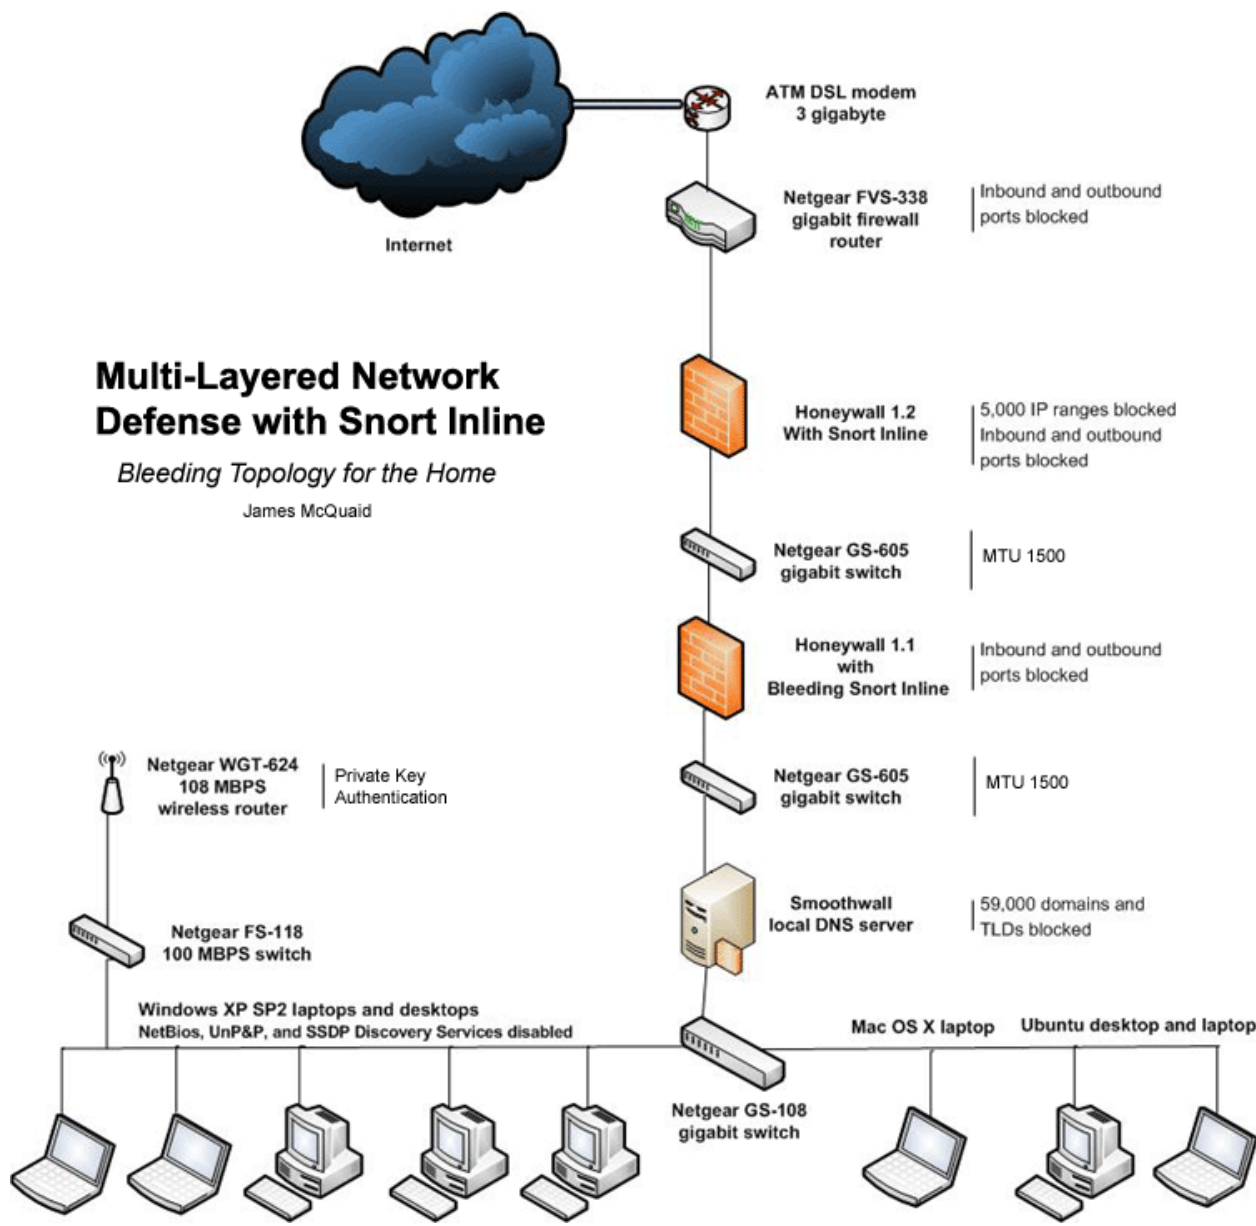 ATM DSL modem
3 gigabyte
Internet
Netgear FVS-338
gigabit firewall
router
Inbound and outbound
ports blocked
Multi-Layered Network
Defense with Snort Inline
Bleeding Topology for the Home
James McQuaid
Honeywall 1.2
With Snort Inline
5,000 IP ranges blocked
Inbound and outbound
ports blocked
Netgear GS-605
gigabit switch
MTU 1500
Honeywall 1.1
with
Bleeding Snort Inline
Inbound and outbound
ports blocked
Netgear WGT-624
108 MBPS
wireless router
Private Key
Authentication
Netgear GS-605
gigabit switch
MTU 1500
Smoothwall
local DNS server
59,000 domains and
TLDs blocked
Netgear FS-118
100 MBPS switch
Windows XP SP2 laptops and desktops
NetBios, UnP&P, and SSDP Discovery Services disabled
Mac OS X laptop
Ubuntu desktop and laptop
Netgear GS-108
gigabit switch